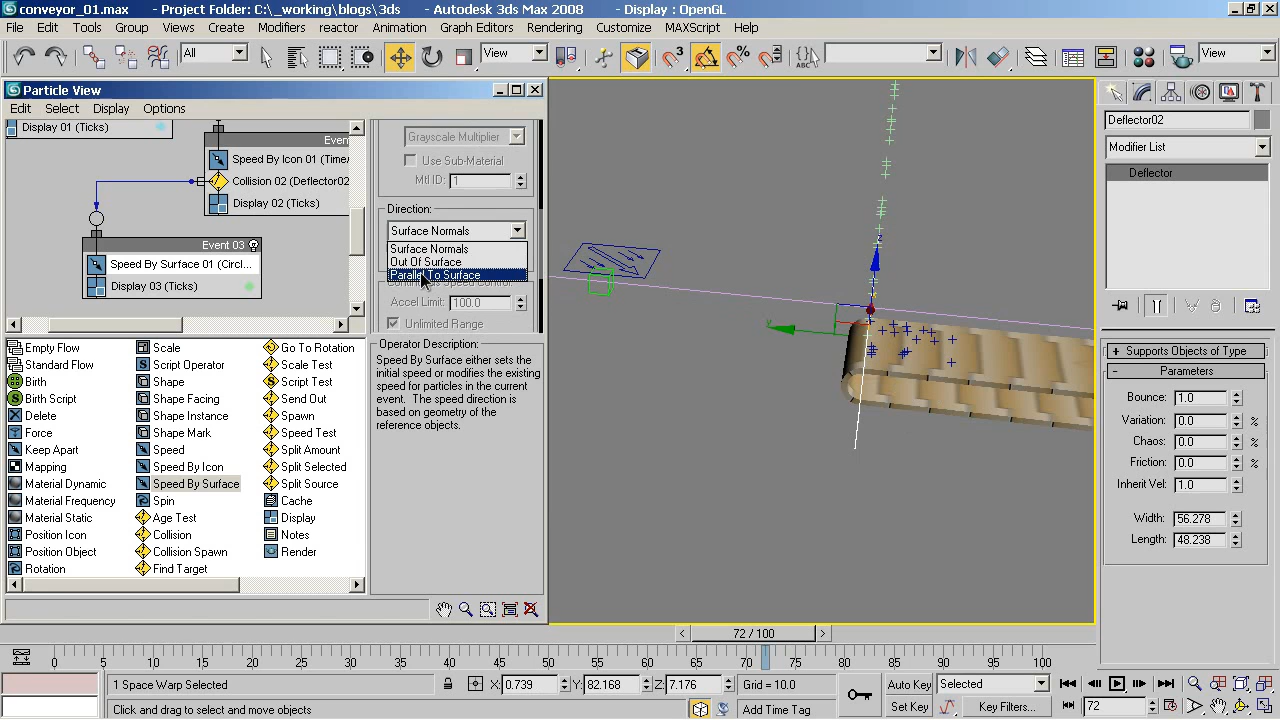 conveyor_01.max - Project Folder: C:\_working\blogs\3ds - Autodesk 3ds Max 2008 - Display : OpenGL
File Edit Tools Group Views Create Modifiers reactor Animation Graph Editors Rendering Customize MAXScript Help
All View 3 View
Particle View
Edit Select Display Options
Display 01 (Ticks)
Speed By Icon 01 (Time
Collision 02 (Deflector02
Display 02 (Ticks)
Event 03
Speed By Surface 01 (Circl...
Display 03 (Ticks)
Grayscale Multiplier
Use Sub-Material
Mtl ID: 1
Direction:
Surface Normals
Surface Normals
Out Of Surface
Parallel To Surface
Accel Limit: 100.0
Unlimited Range
Empty Flow Scale Go To Rotation
Standard Flow Script Operator Scale Test
Birth Shape Script Test
Birth Script Shape Facing Send Out
Delete Shape Instance Spawn
Force Shape Mark Speed Test
Keep Apart Speed Split Amount
Mapping Speed By Icon Split Selected
Material Dynamic Speed By Surface Split Source
Material Frequency Spin Cache
Material Static Age Test Display
Position Icon Collision Notes
Position Object Collision Spawn Render
Rotation Find Target
Operator Description:
Speed By Surface either sets the
initial speed or modifies the existing
speed for particles in the current
event. The speed direction is
based on geometry of the
reference objects.
z
y
Deflector02
Modifier List
Deflector
+ Supports Objects of Type
- Parameters
Bounce: 1.0
Variation: 0.0 %
Chaos: 0.0 %
Friction: 0.0 %
Inherit Vel: 1.0
Width: 56.278
Length: 48.238
< 72 / 100 >
0 5 10 15 20 25 30 35 40 45 50 55 60 65 70 75 80 85 90 95 100
1 Space Warp Selected X: 0.739 Y: 82.168 Z: 7.176 Grid = 10.0 Auto Key Selected
Click and drag to select and move objects Add Time Tag Set Key Key Filters... 72